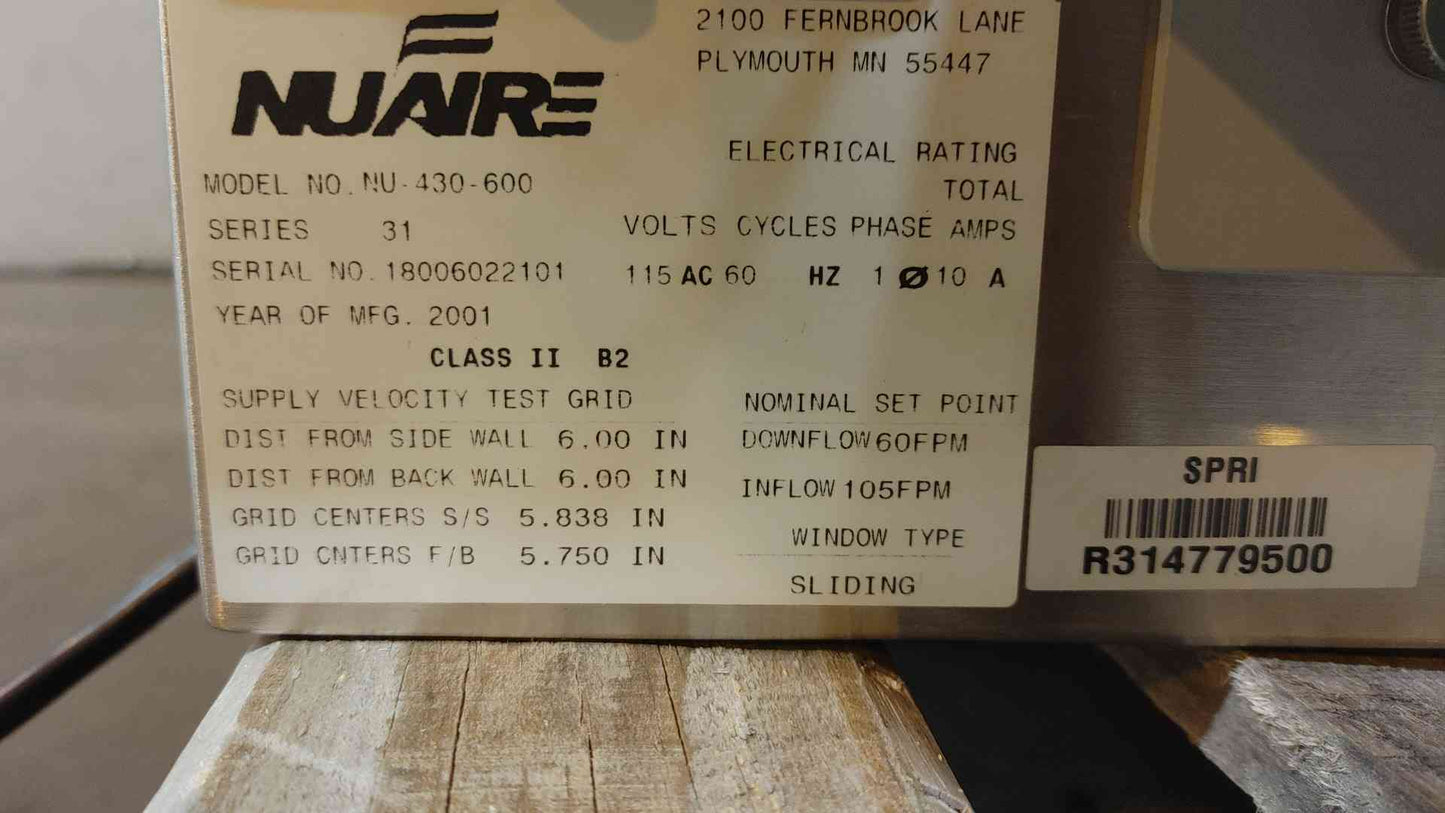 2100 FERNBROOK LANE
PLYMOUTH MN 55447
NUAIRE
ELECTRICAL RATING
TOTAL
VOLTS CYCLES PHASE AMPS
115 AC 60 HZ 1 Ø 10 A
MODEL NO. NU-430-600
SERIES 31
SERIAL NO. 18006022101
YEAR OF MFG. 2001
CLASS II B2
SUPPLY VELOCITY TEST GRID
DIST FROM SIDE WALL 6.00 IN
DIST FROM BACK WALL 6.00 IN
GRID CENTERS S/S 5.838 IN
GRID CNTERS F/B 5.750 IN
NOMINAL SET POINT
DOWNFLOW 60FPM
INFLOW 105FPM
WINDOW TYPE
SLIDING
SPRI
R314779500